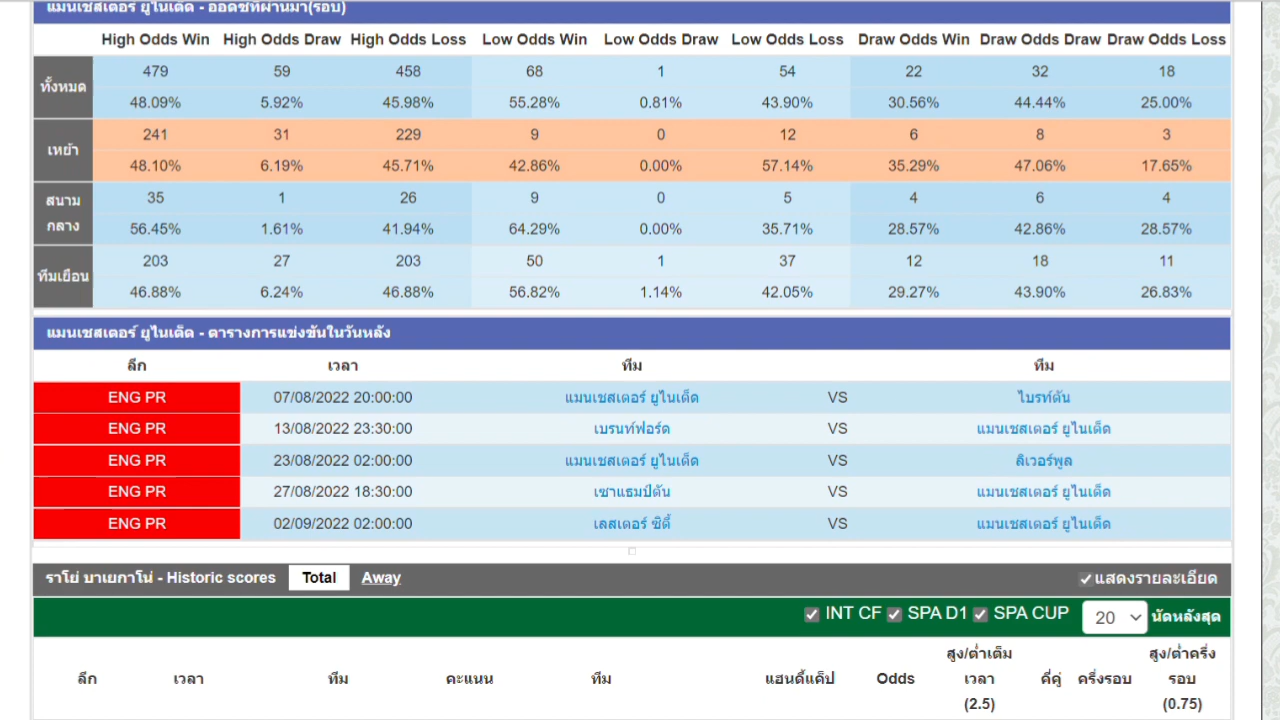 แมนเชสเตอร์ ยูไนเต็ด - ออดซ์ที่ผ่านมา(รอบ)
High Odds Win High Odds Draw High Odds Loss Low Odds Win Low Odds Draw Low Odds Loss Draw Odds Win Draw Odds Draw Draw Odds Loss
ทั้งหมด
479 59 458 68 1 54 22 32 18
48.09% 5.92% 45.98% 55.28% 0.81% 43.90% 30.56% 44.44% 25.00%
เหย้า
241 31 229 9 0 12 6 8 3
48.10% 6.19% 45.71% 42.86% 0.00% 57.14% 35.29% 47.06% 17.65%
สนาม
กลาง
35 1 26 9 0 5 4 6 4
56.45% 1.61% 41.94% 64.29% 0.00% 35.71% 28.57% 42.86% 28.57%
ทีมเยือน
203 27 203 50 1 37 12 18 11
46.88% 6.24% 46.88% 56.82% 1.14% 42.05% 29.27% 43.90% 26.83%
แมนเชสเตอร์ ยูไนเต็ด - ตารางการแข่งขันในวันหลัง
ลีก เวลา ทีม ทีม
ENG PR 07/08/2022 20:00:00 แมนเชสเตอร์ ยูไนเต็ด VS ไบรท์ตัน
ENG PR 13/08/2022 23:30:00 เบรนท์ฟอร์ด VS แมนเชสเตอร์ ยูไนเต็ด
ENG PR 23/08/2022 02:00:00 แมนเชสเตอร์ ยูไนเต็ด VS ลิเวอร์พูล
ENG PR 27/08/2022 18:30:00 เซาแธมป์ตัน VS แมนเชสเตอร์ ยูไนเต็ด
ENG PR 02/09/2022 02:00:00 เลสเตอร์ ซิตี้ VS แมนเชสเตอร์ ยูไนเต็ด
ราโย่ บาเยกาโน่ - Historic scores Total Away แสดงรายละเอียด
INT CF SPA D1 SPA CUP 20 นัดหลังสุด
ลีก เวลา ทีม คะแนน ทีม แฮนดี้แค็ป Odds สูง/ต่ำเต็ม เวลา (2.5) คี่คู่ ครึ่งรอบ สูง/ต่ำครึ่ง รอบ (0.75)